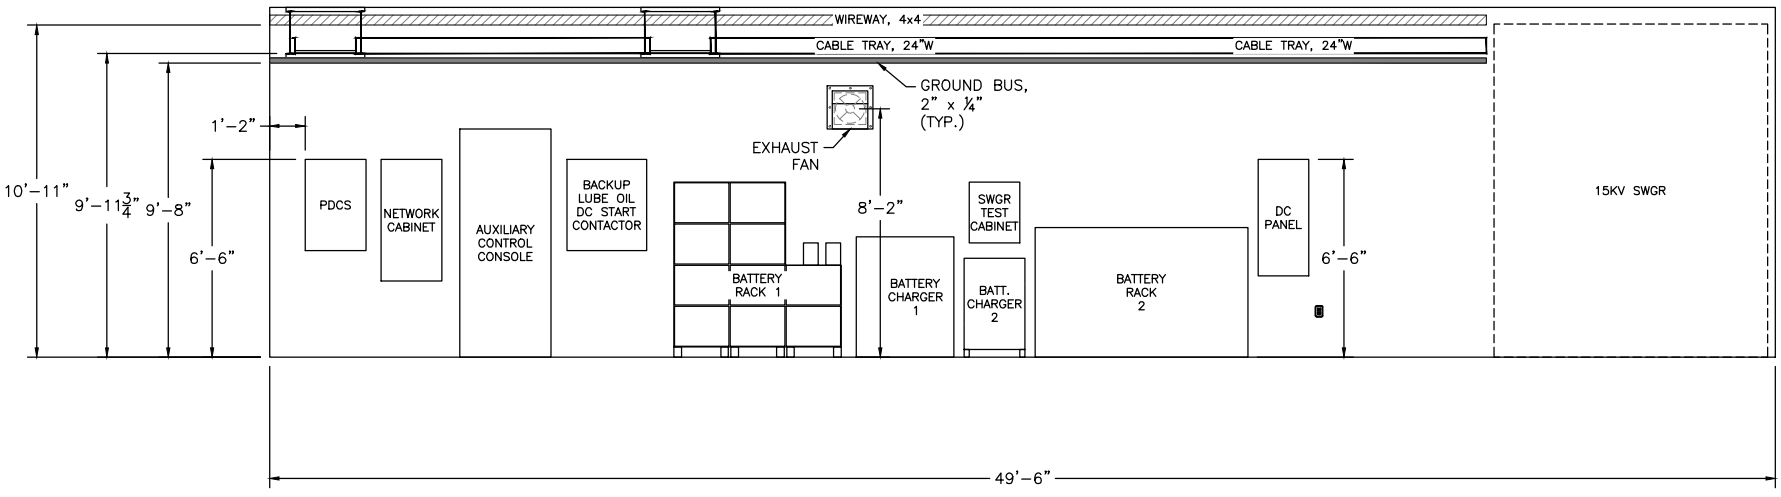 WIREWAY, 4x4
CABLE TRAY, 24"W
CABLE TRAY, 24"W
GROUND BUS,
2" x 1/4"
(TYP.)
EXHAUST
FAN
1'-2"
10'-11"
9'-11 3/4"
9'-8"
6'-6"
8'-2"
6'-6"
PDCS
NETWORK
CABINET
AUXILIARY
CONTROL
CONSOLE
BACKUP
LUBE OIL
DC START
CONTACTOR
BATTERY
RACK 1
BATTERY
CHARGER
1
SWGR
TEST
CABINET
BATT.
CHARGER
2
BATTERY
RACK
2
DC
PANEL
15KV SWGR
49'-6"